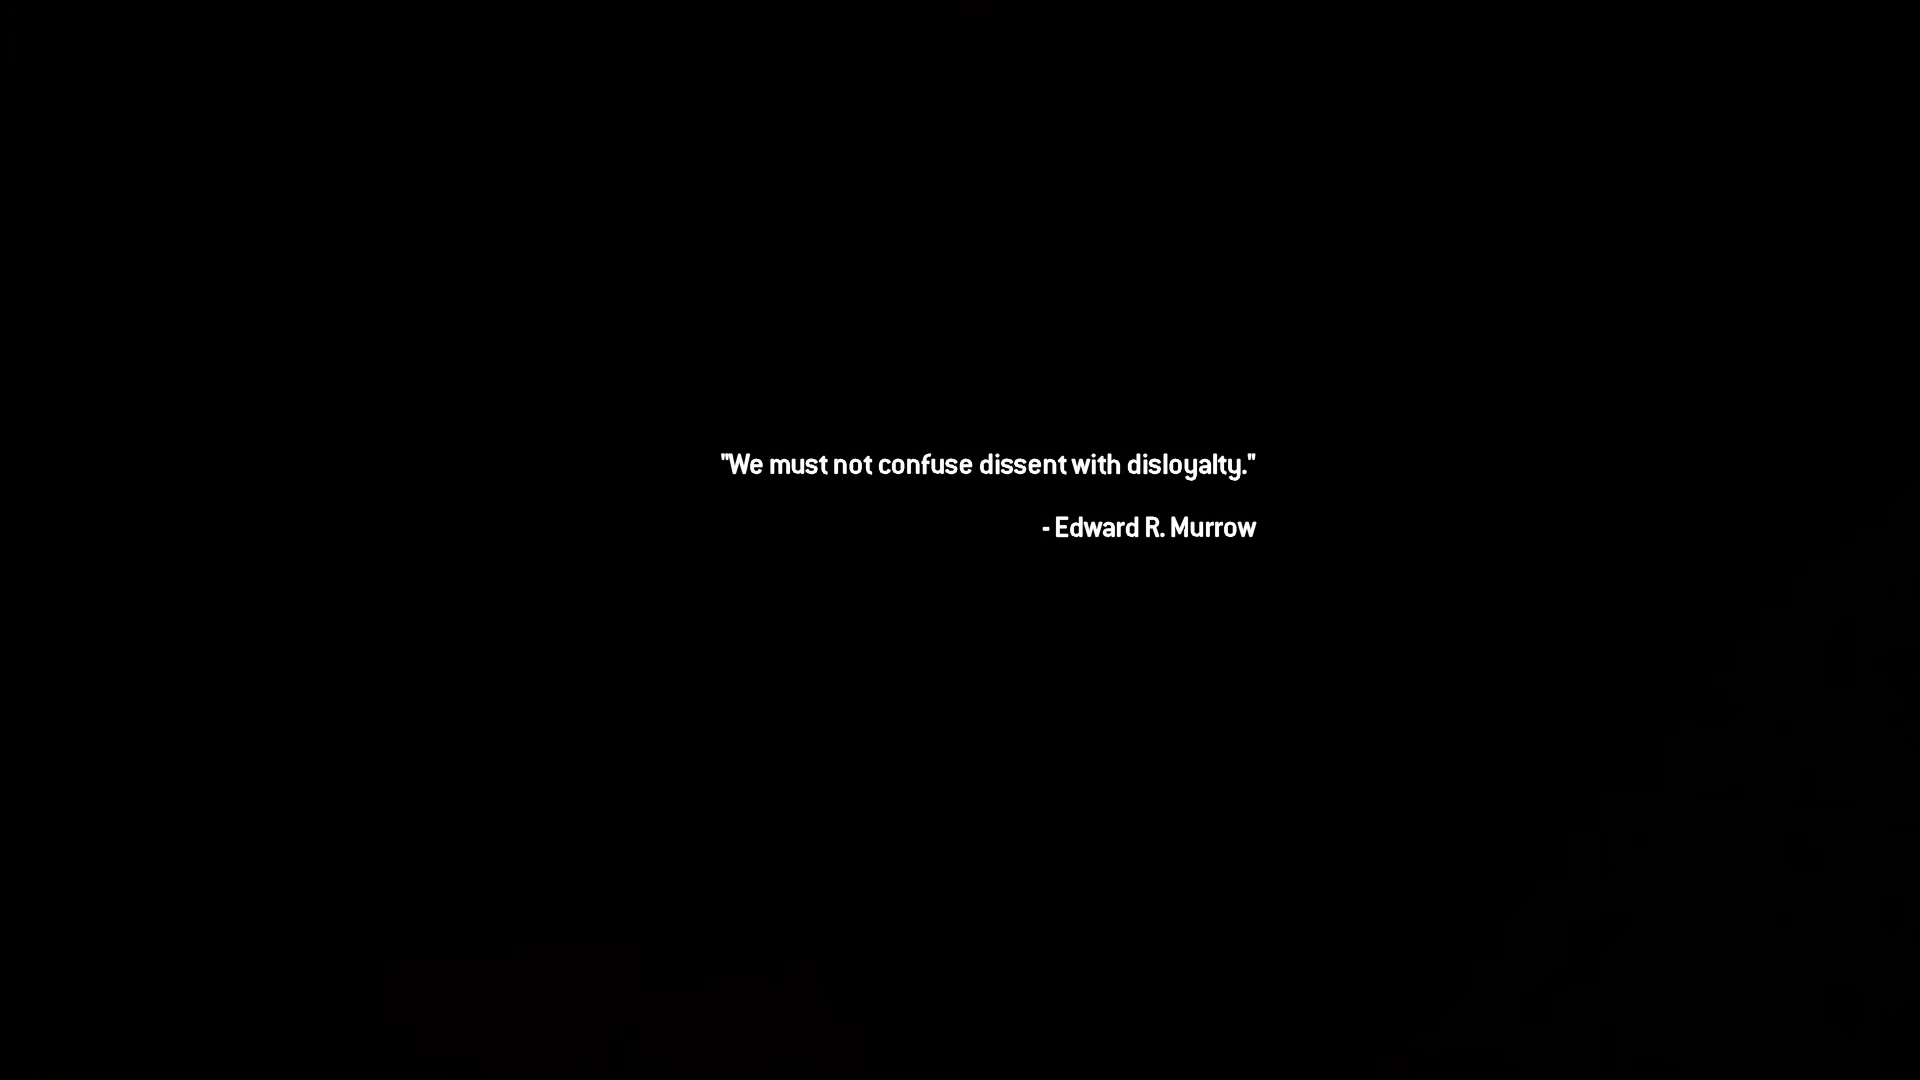 "We must not confuse dissent with disloyalty."
- Edward R. Murrow